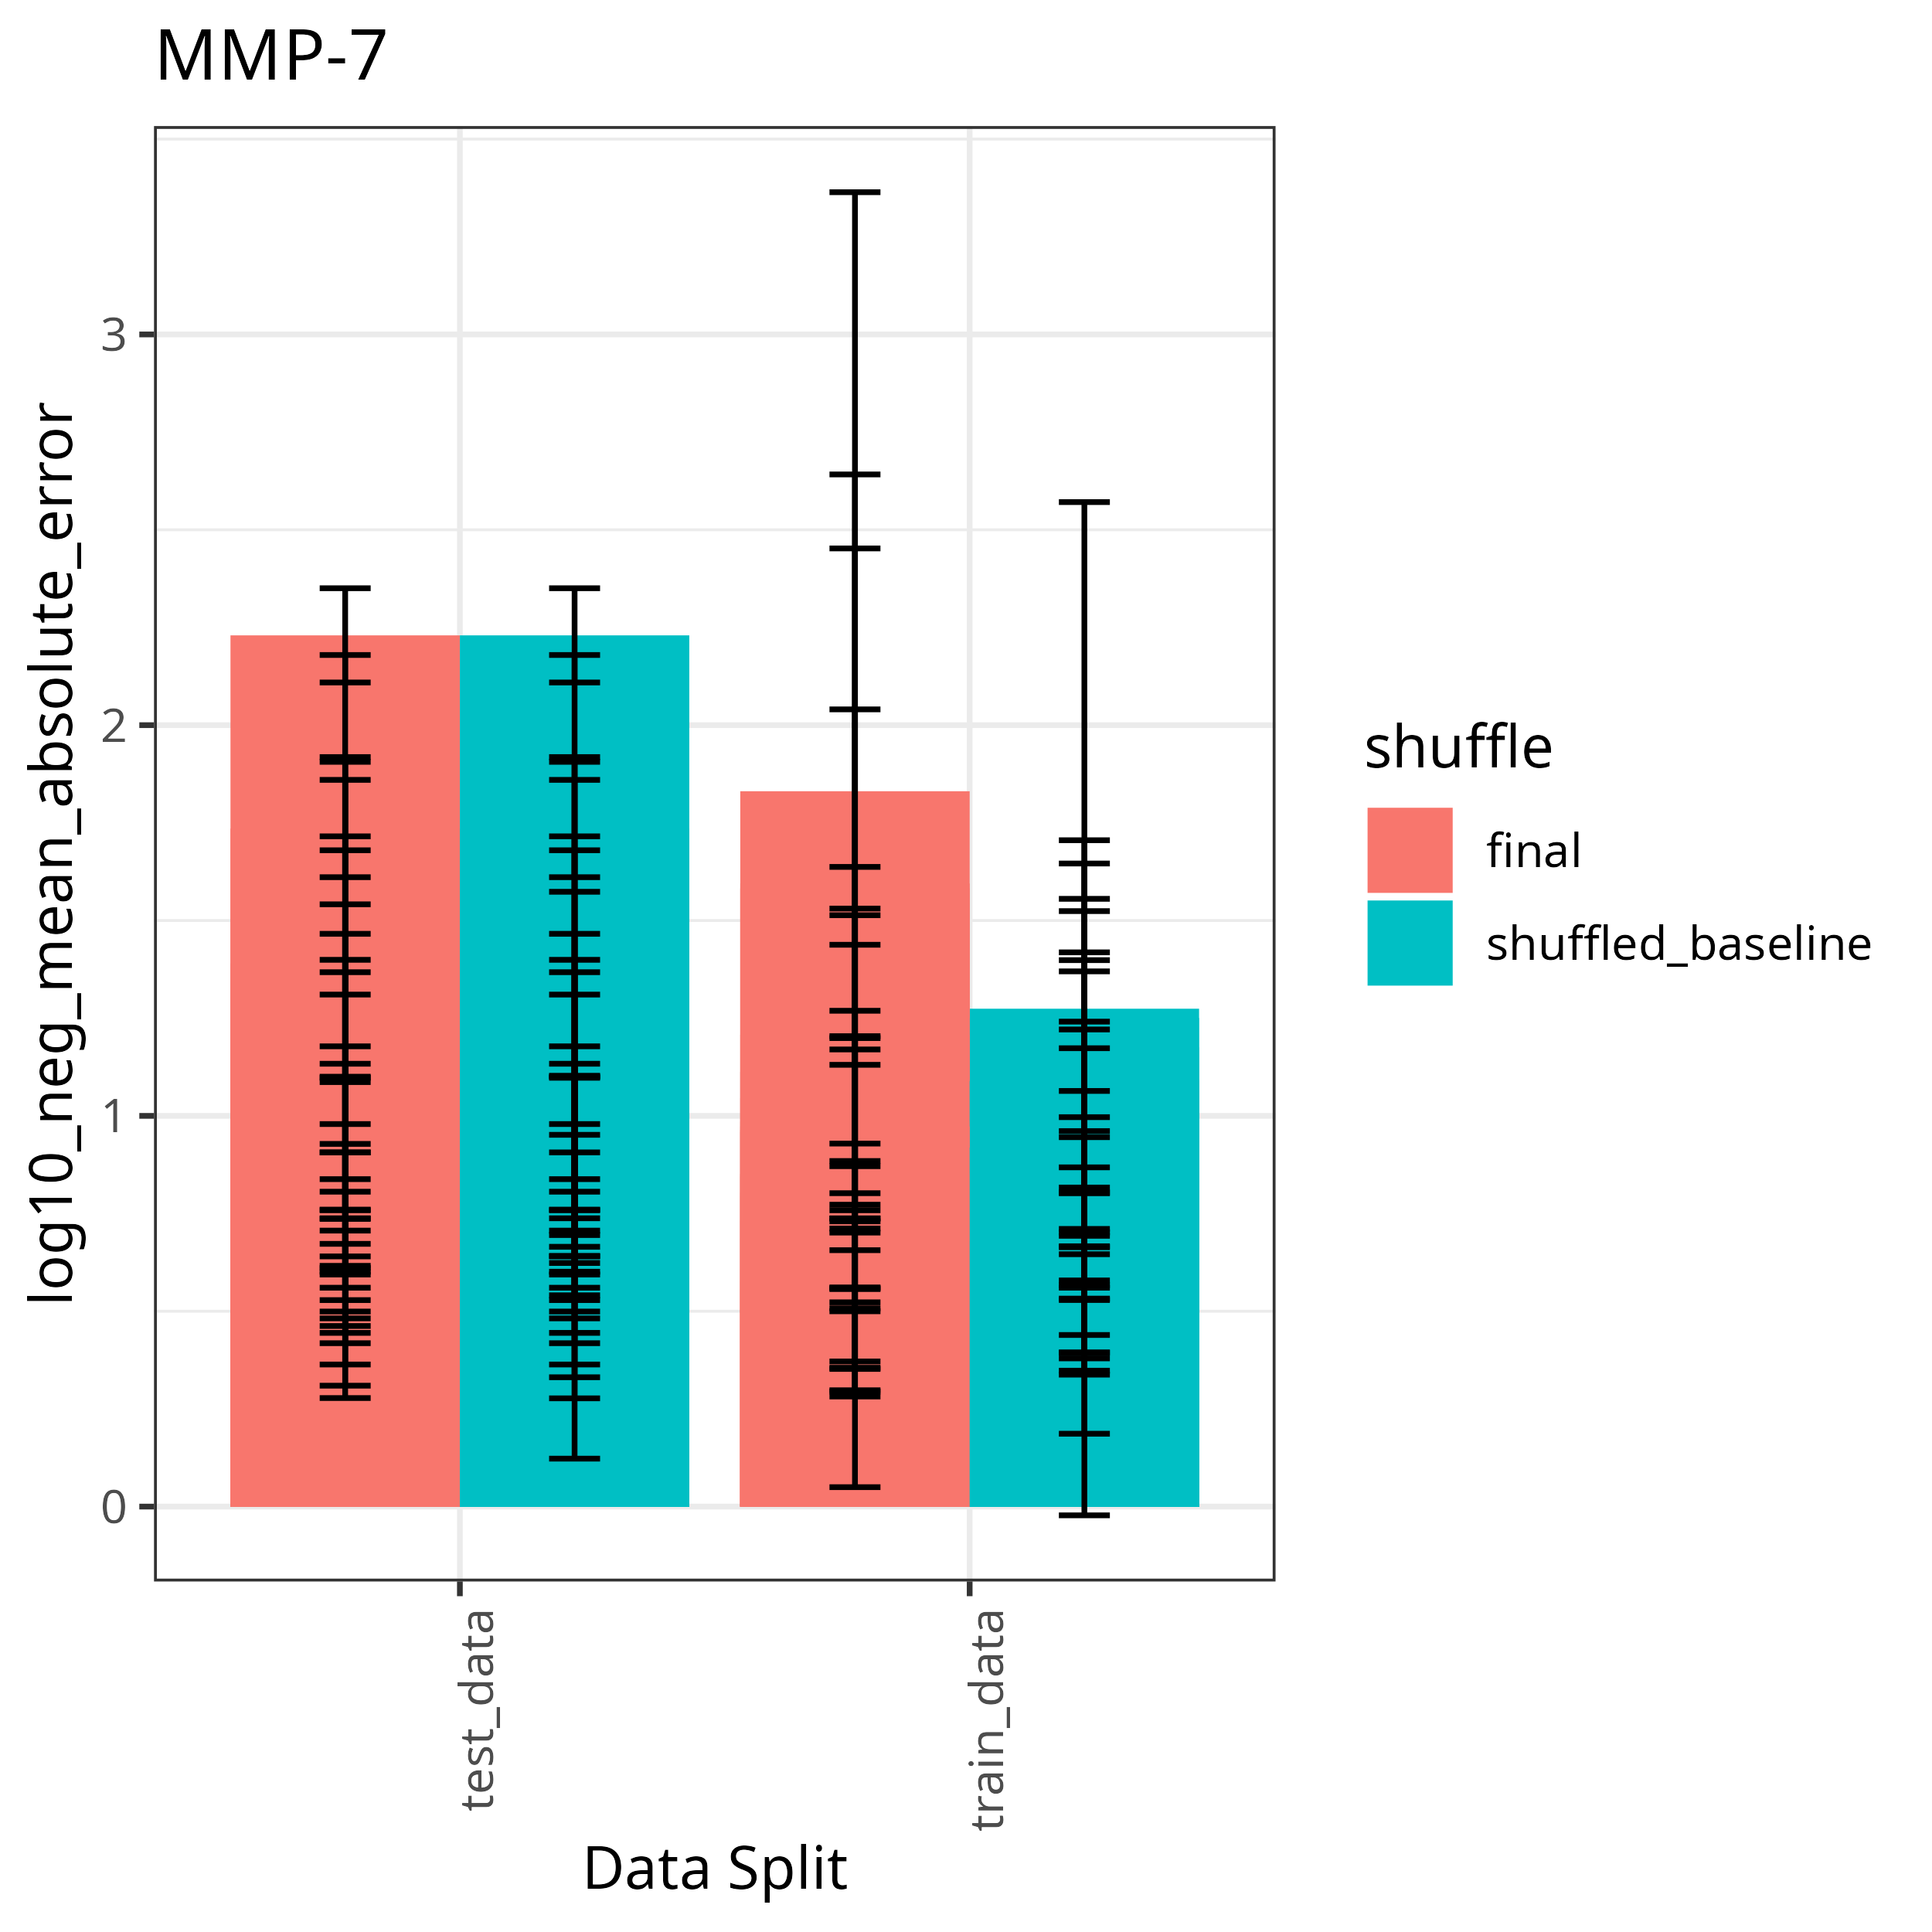 MMP-7
log10_neg_mean_absolute_error
3
2
1
0
test_data
train_data
Data Split
shuffle
final
shuffled_baseline